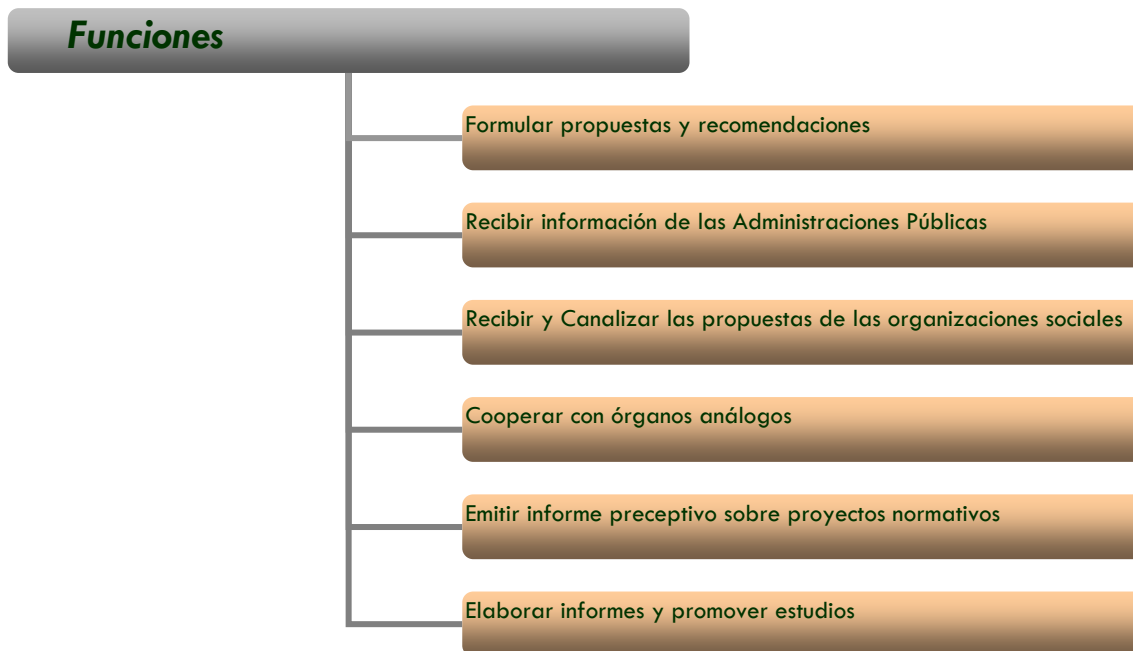 Funciones
Formular propuestas y recomendaciones
Recibir información de las Administraciones Públicas
Recibir y Canalizar las propuestas de las organizaciones sociales
Cooperar con órganos análogos
Emitir informe preceptivo sobre proyectos normativos
Elaborar informes y promover estudios